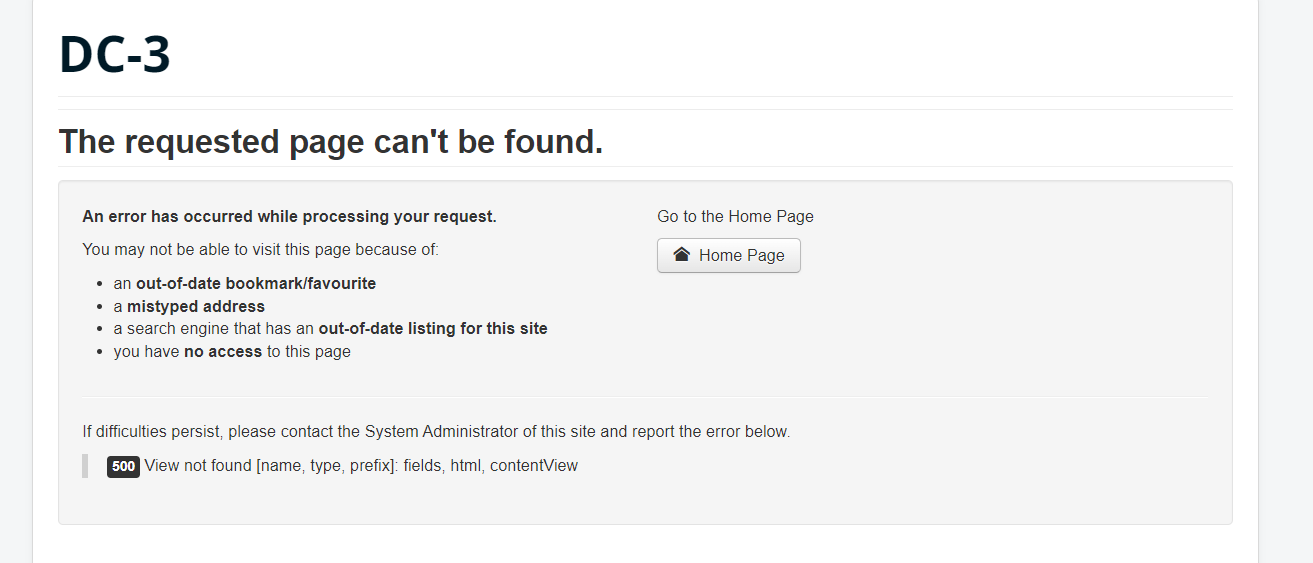 DC-3
The requested page can't be found.
An error has occurred while processing your request.
You may not be able to visit this page because of:
an out-of-date bookmark/favourite
a mistyped address
a search engine that has an out-of-date listing for this site
you have no access to this page
Go to the Home Page
Home Page
If difficulties persist, please contact the System Administrator of this site and report the error below.
500 View not found [name, type, prefix]: fields, html, contentView